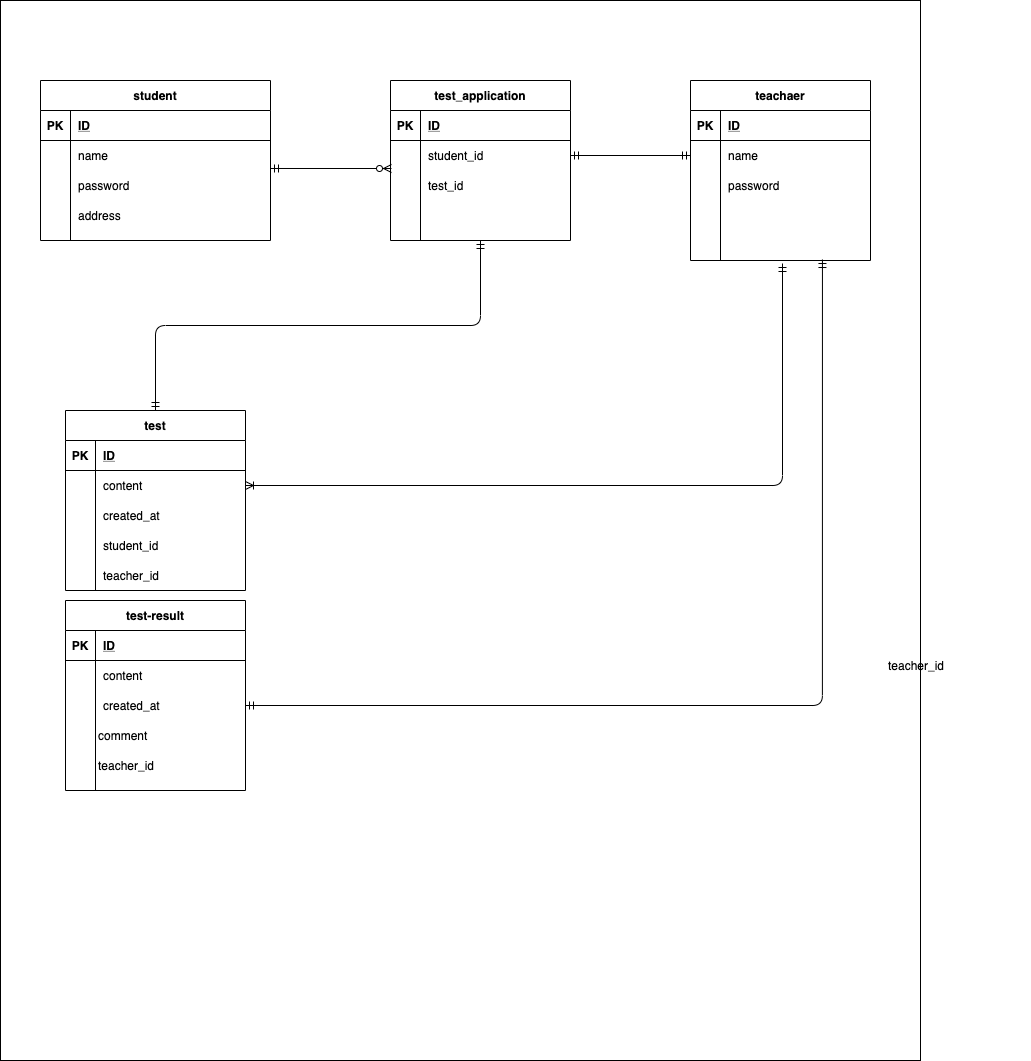 student
PK ID
name
password
address
test_application
PK ID
student_id
test_id
teachaer
PK ID
name
password
test
PK ID
content
created_at
student_id
teacher_id
test-result
PK ID
content
created_at
comment
teacher_id
teacher_id